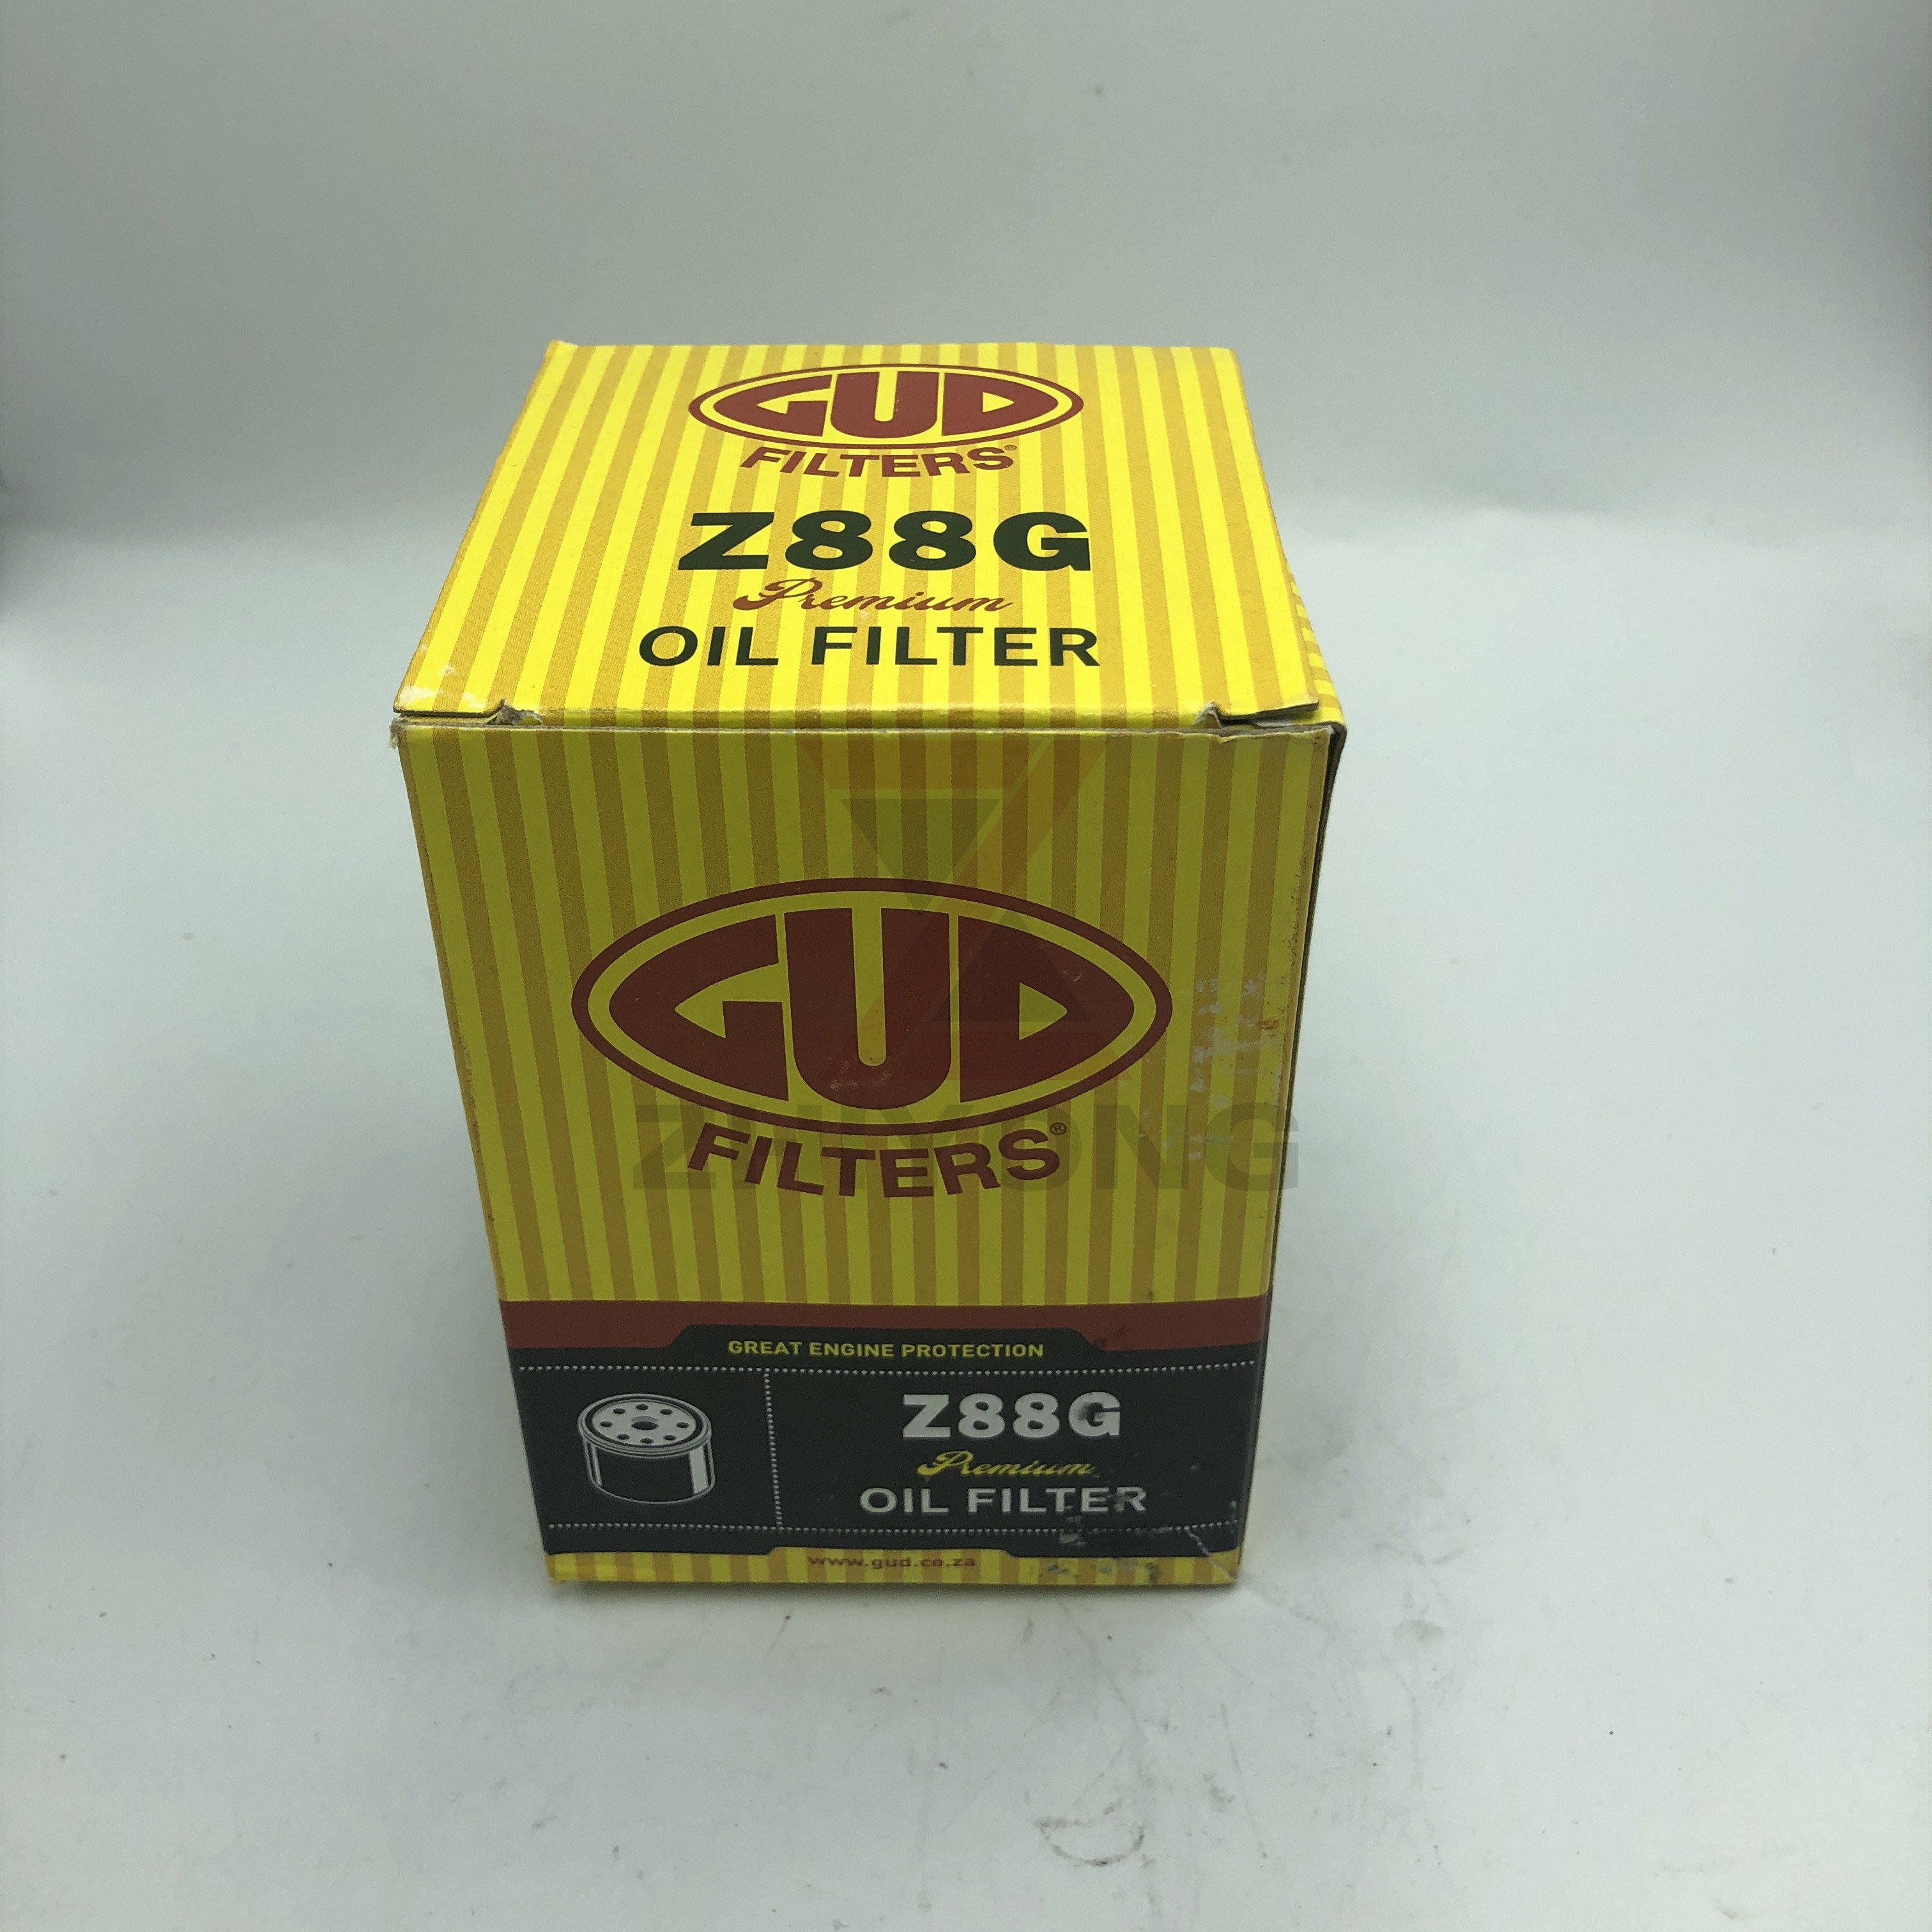 GUD
FILTERS®
Z88G
Premium
OIL FILTER
GUD
FILTERS®
ZHIYONG
GREAT ENGINE PROTECTION
Z88G
Premium
OIL FILTER
www.gud.co.za